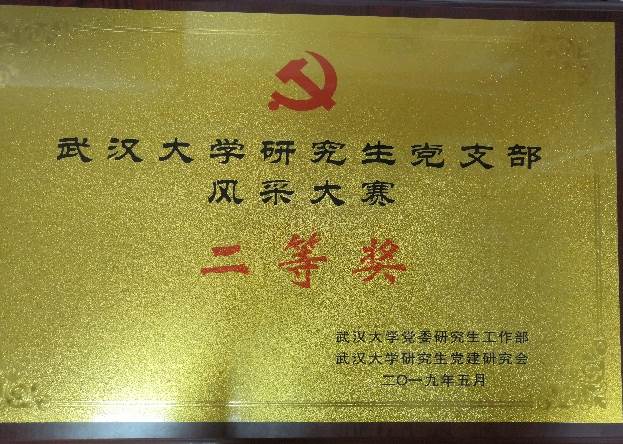 武汉大学研究生党支部
风采大赛
二等奖
武汉大学党委研究生工作部
武汉大学研究生党建研究会
二〇一九年五月